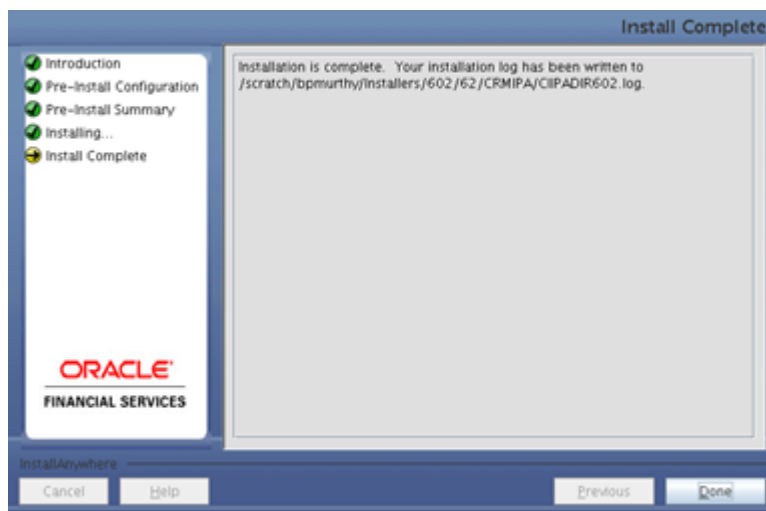 Install Complete
Introduction
Pre-Install Configuration
Pre-Install Summary
Installing...
Install Complete
Installation is complete. Your installation log has been written to
/scratch/bpmurthy/Installers/602/62/CRMIPA/CIIPADIR602.log.
ORACLE
FINANCIAL SERVICES
InstallAnywhere
Cancel
Help
Previous
Done